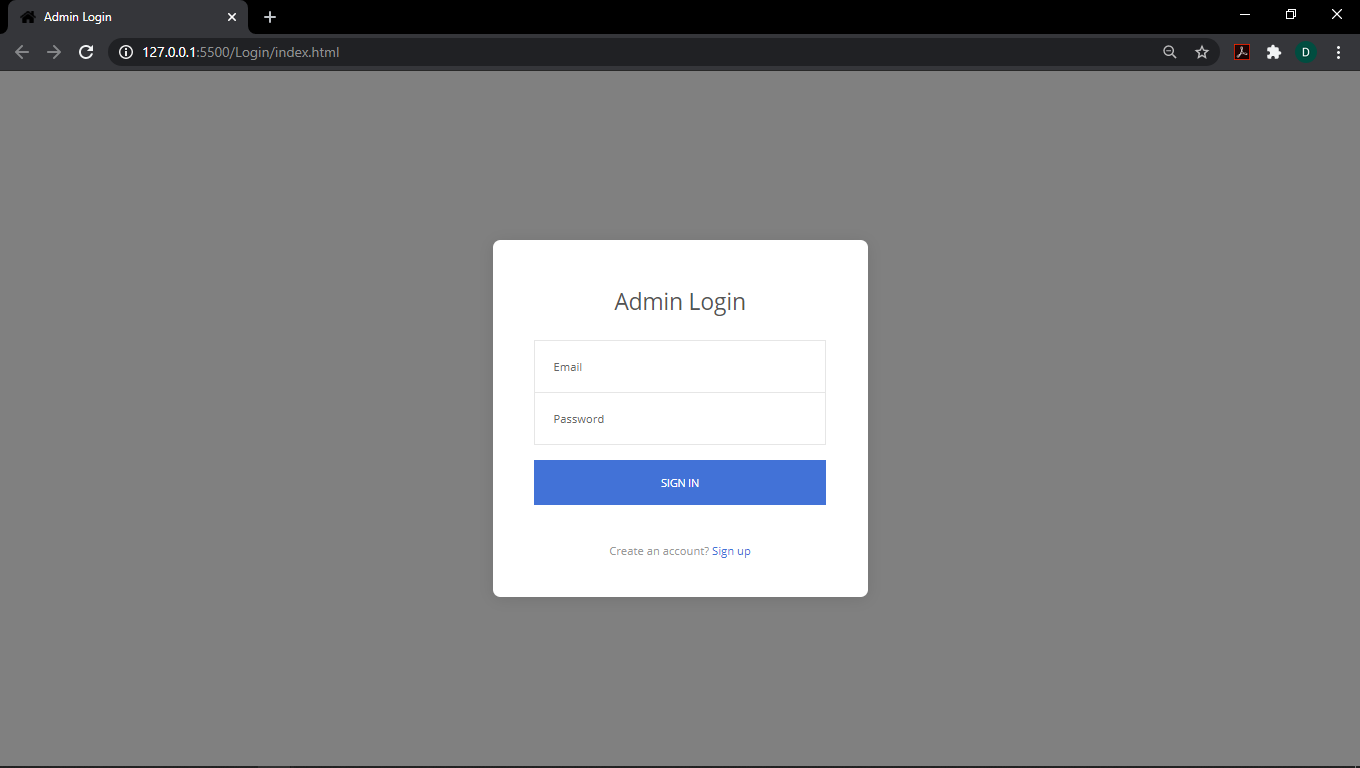 Admin Login
127.0.0.1:5500/Login/index.html
D
Admin Login
Email
Password
SIGN IN
Create an account? Sign up